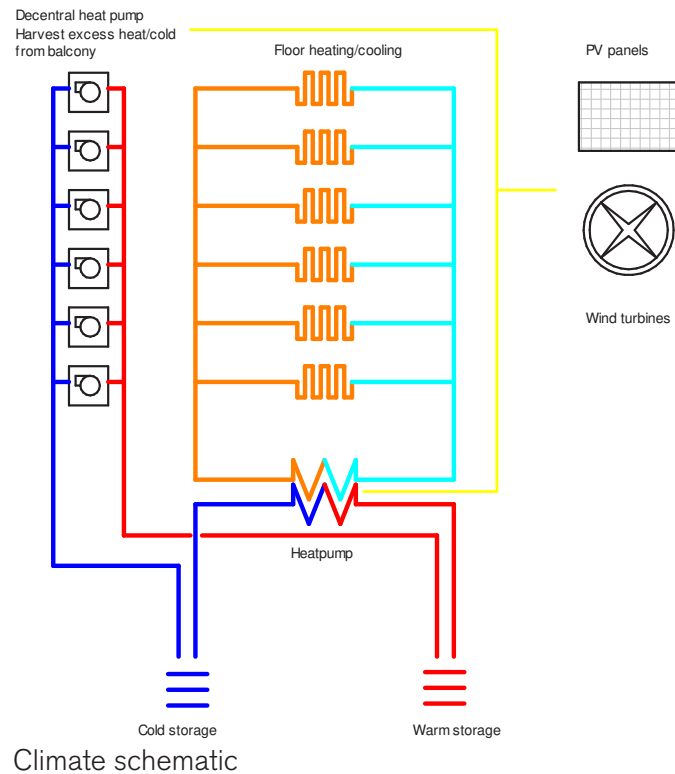 Decentral heat pump
Harvest excess heat/cold
from balcony
Floor heating/cooling
PV panels
Wind turbines
Heatpump
Cold storage
Warm storage
Climate schematic